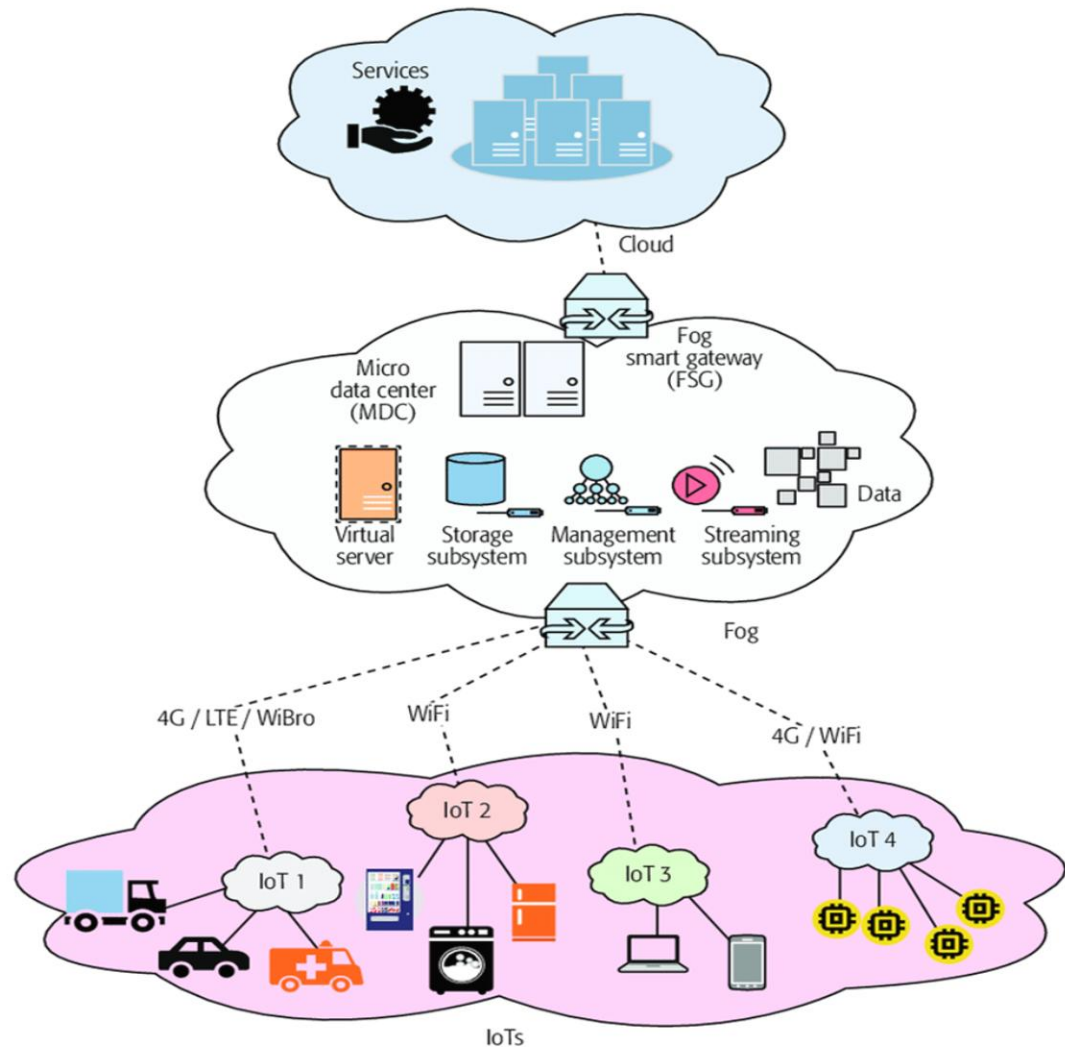 Services
Cloud
Fog
smart gateway
(FSG)
Micro
data center
(MDC)
Data
Virtual
server
Storage
subsystem
Management
subsystem
Streaming
subsystem
Fog
4G / LTE / WiBro
WiFi
WiFi
4G / WiFi
IoT 1
IoT 2
IoT 3
IoT 4
IoTs